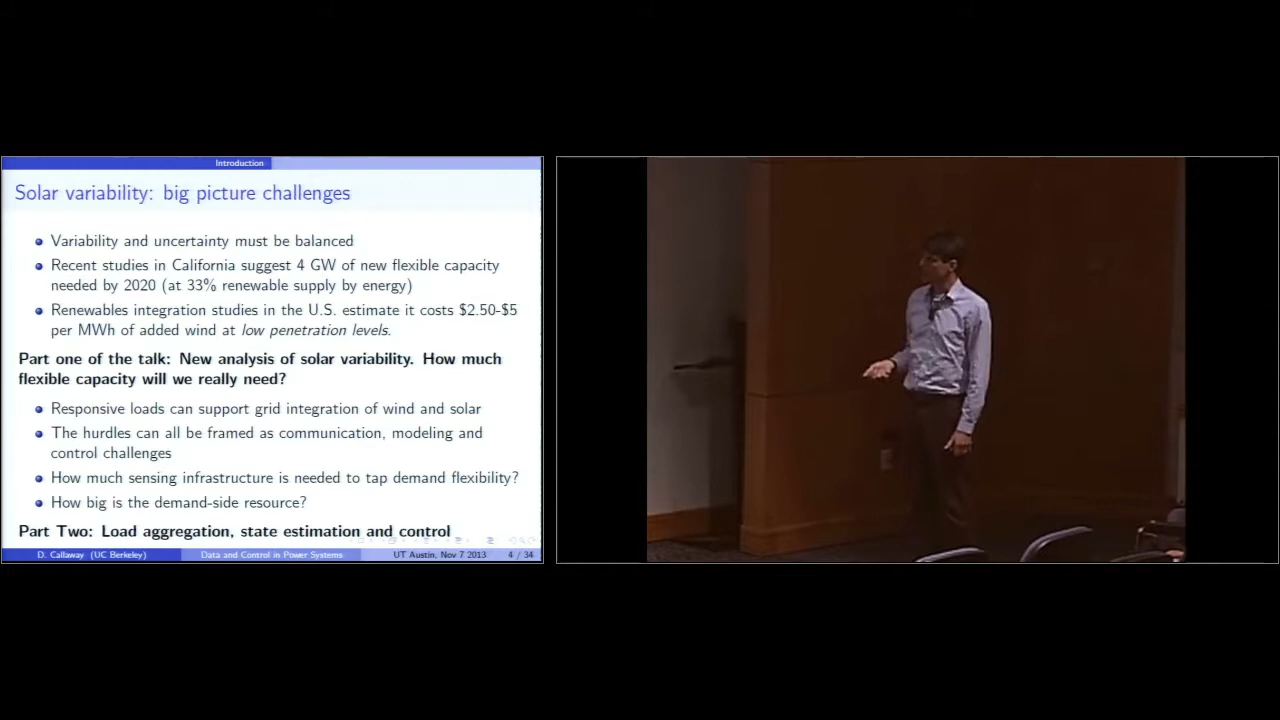 Introduction
Solar variability: big picture challenges
Variability and uncertainty must be balanced
Recent studies in California suggest 4 GW of new flexible capacity
needed by 2020 (at 33% renewable supply by energy)
Renewables integration studies in the U.S. estimate it costs $2.50-$5
per MWh of added wind at low penetration levels.
Part one of the talk: New analysis of solar variability. How much
flexible capacity will we really need?
Responsive loads can support grid integration of wind and solar
The hurdles can all be framed as communication, modeling and
control challenges
How much sensing infrastructure is needed to tap demand flexibility?
How big is the demand-side resource?
Part Two: Load aggregation, state estimation and control
D. Callaway (UC Berkeley) Data and Control in Power Systems UT Austin, Nov 7 2013 4 / 34